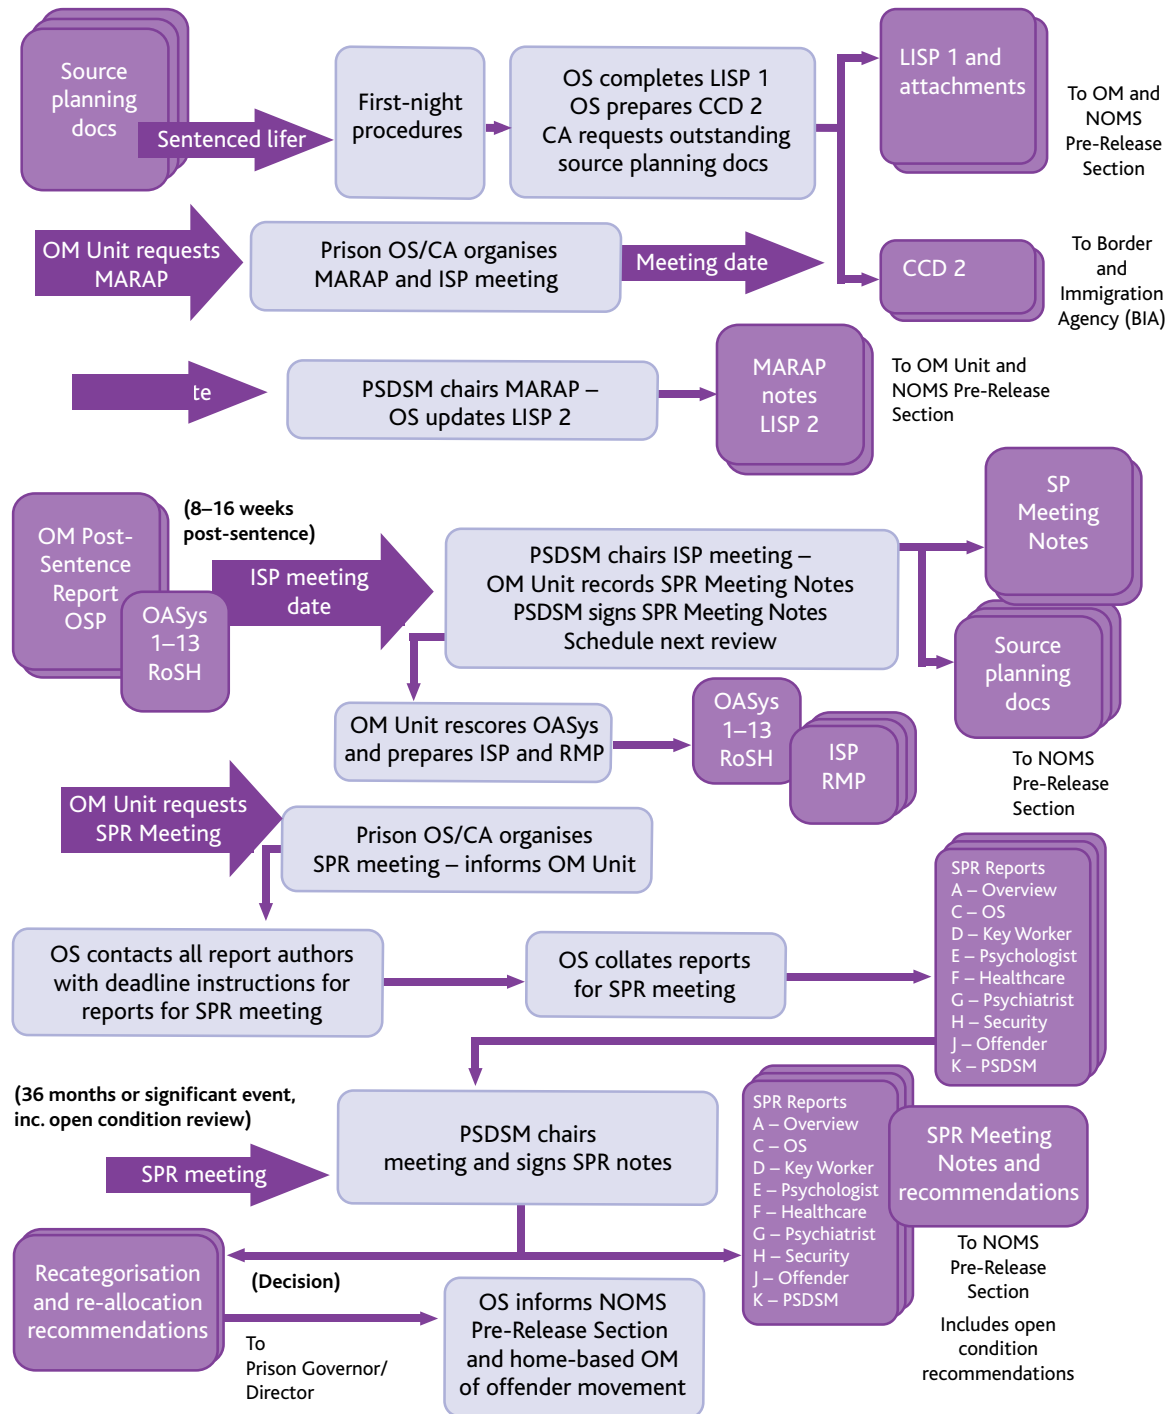 Source
planning
docs
Sentenced lifer
First-night
procedures
OS completes LISP 1
OS prepares CCD 2
CA requests outstanding
source planning docs
LISP 1 and
attachments
To OM and
NOMS
Pre-Release
Section
OM Unit requests
MARAP
Prison OS/CA organises
MARAP and ISP meeting
Meeting date
CCD 2
To Border
and
Immigration
Agency (BIA)
te
PSDSM chairs MARAP –
OS updates LISP 2
MARAP
notes
LISP 2
To OM Unit and
NOMS Pre-Release
Section
OM Post-
Sentence
Report
OSP
OASys
1–13
RoSH
(8–16 weeks
post-sentence)
ISP meeting
date
PSDSM chairs ISP meeting –
OM Unit records SPR Meeting Notes
PSDSM signs SPR Meeting Notes
Schedule next review
SP
Meeting
Notes
Source
planning
docs
To NOMS
Pre-Release
Section
OM Unit rescores OASys
and prepares ISP and RMP
OASys
1–13
RoSH
ISP
RMP
OM Unit requests
SPR Meeting
Prison OS/CA organises
SPR meeting – informs OM Unit
OS contacts all report authors
with deadline instructions for
reports for SPR meeting
OS collates reports
for SPR meeting
SPR Reports
A – Overview
C – OS
D – Key Worker
E – Psychologist
F – Healthcare
G – Psychiatrist
H – Security
J – Offender
K – PSDSM
(36 months or significant event,
inc. open condition review)
SPR meeting
PSDSM chairs
meeting and signs SPR notes
SPR Reports
A – Overview
C – OS
D – Key Worker
E – Psychologist
F – Healthcare
G – Psychiatrist
H – Security
J – Offender
K – PSDSM
SPR Meeting
Notes and
recommendations
To NOMS
Pre-Release
Section
Includes open
condition
recommendations
Recategorisation
and re-allocation
recommendations
(Decision)
To
Prison Governor/
Director
OS informs NOMS
Pre-Release Section
and home-based OM
of offender movement